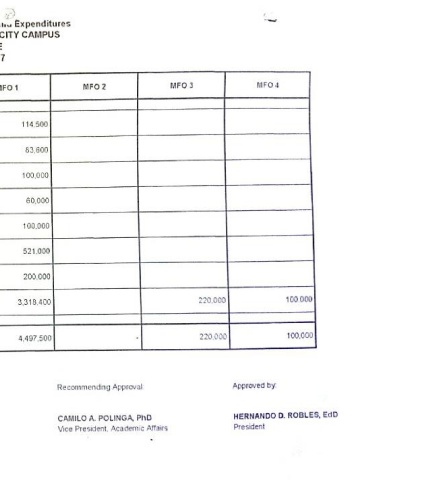 Expenditures
CITY CAMPUS
E
7
MFO 1 MFO 2 MFO 3 MFO 4
114,500
83,600
100,000
60,000
100,000
521,000
200,000
3,318,400 220,000 100,000
4,497,500 - 220,000 100,000
Recommending Approval Approved by
CAMILO A. POLINGA, PhD HERNANDO D. ROBLES, EdD
Vice President, Academic Affairs President